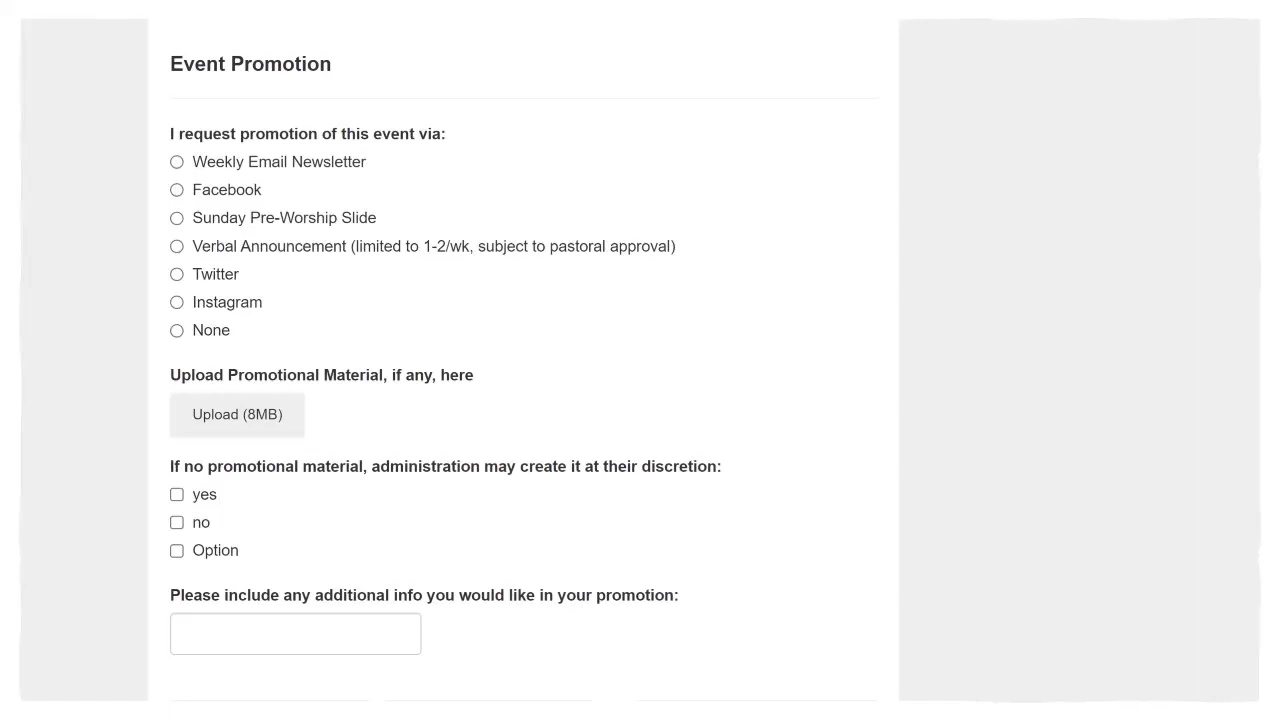 Event Promotion
I request promotion of this event via:
Weekly Email Newsletter
Facebook
Sunday Pre-Worship Slide
Verbal Announcement (limited to 1-2/wk, subject to pastoral approval)
Twitter
Instagram
None
Upload Promotional Material, if any, here
Upload (8MB)
If no promotional material, administration may create it at their discretion:
yes
no
Option
Please include any additional info you would like in your promotion: